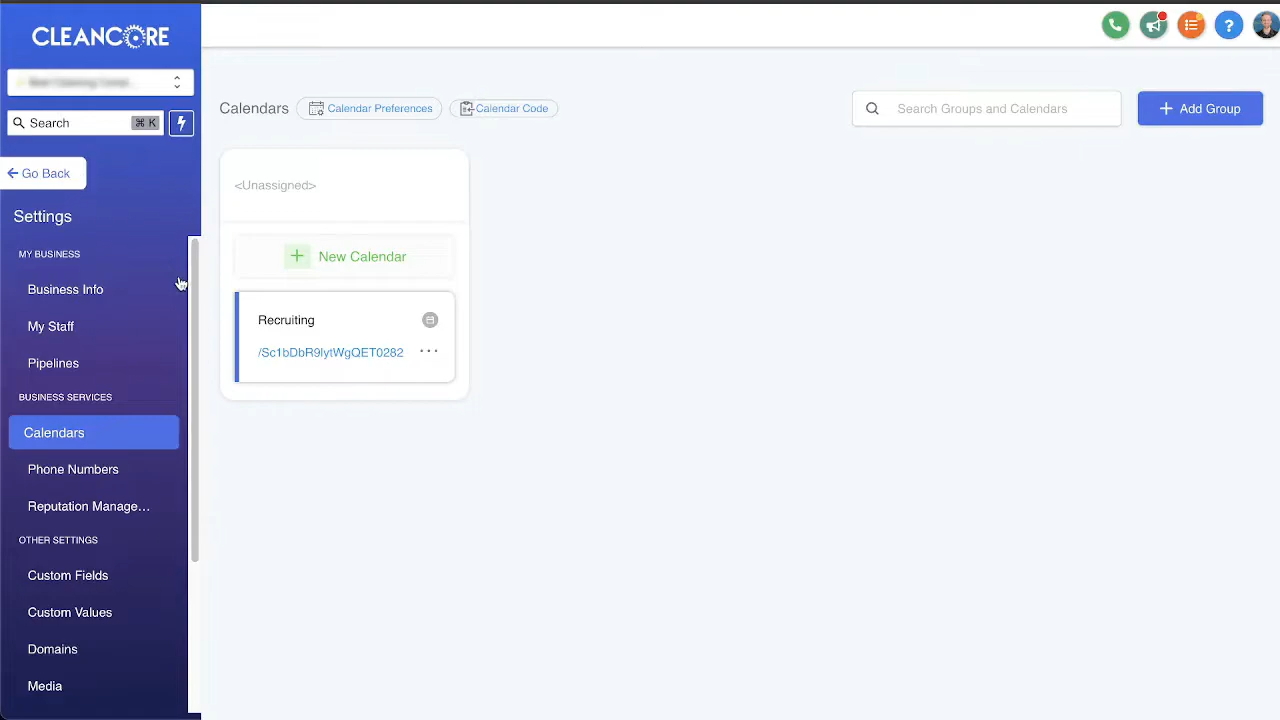 CLEANCORE
Search ⌘ K
Go Back
Settings
MY BUSINESS
Business Info
My Staff
Pipelines
BUSINESS SERVICES
Calendars
Phone Numbers
Reputation Manage...
OTHER SETTINGS
Custom Fields
Custom Values
Domains
Media
Calendars
Calendar Preferences
Calendar Code
Search Groups and Calendars
+ Add Group
<Unassigned>
+ New Calendar
Recruiting
/Sc1bDbR9lytWgQET0282